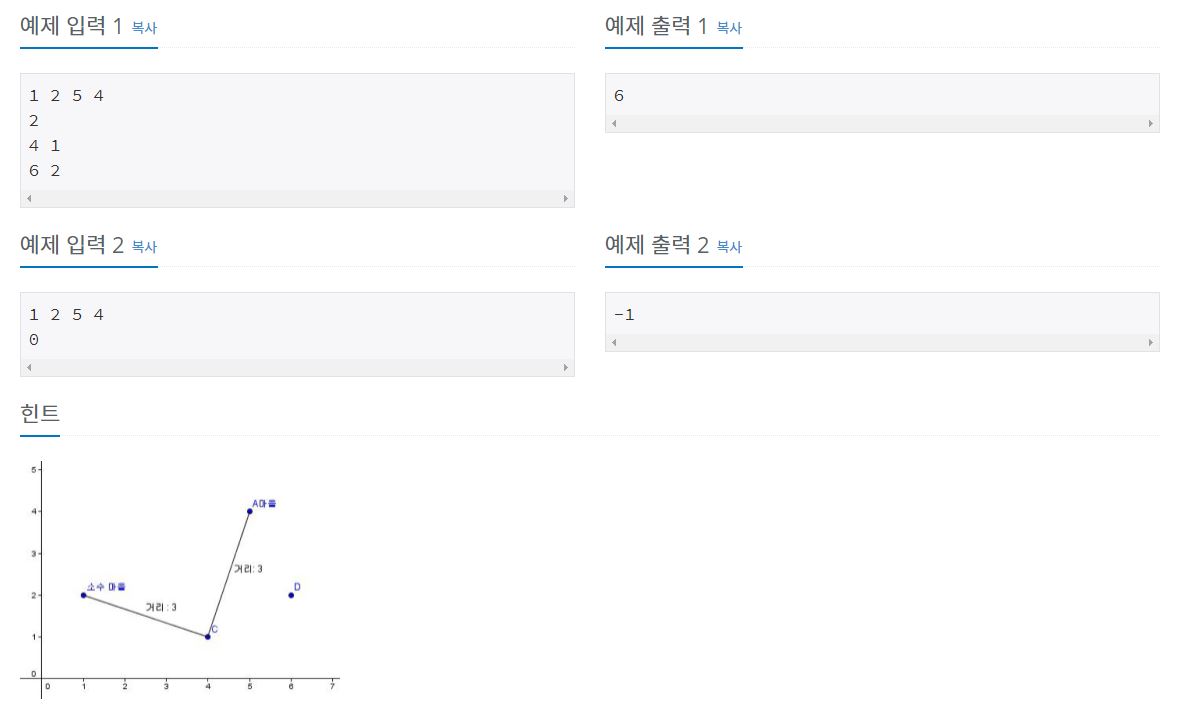 예제 입력 1 복사
예제 출력 1 복사
1 2 5 4
2
4 1
6 2
6
예제 입력 2 복사
예제 출력 2 복사
1 2 5 4
0
-1
힌트
5
4
3
2
1
0
A마을
거리: 3
소수 마을
거리 : 3
D
C
0 1 2 3 4 5 6 7